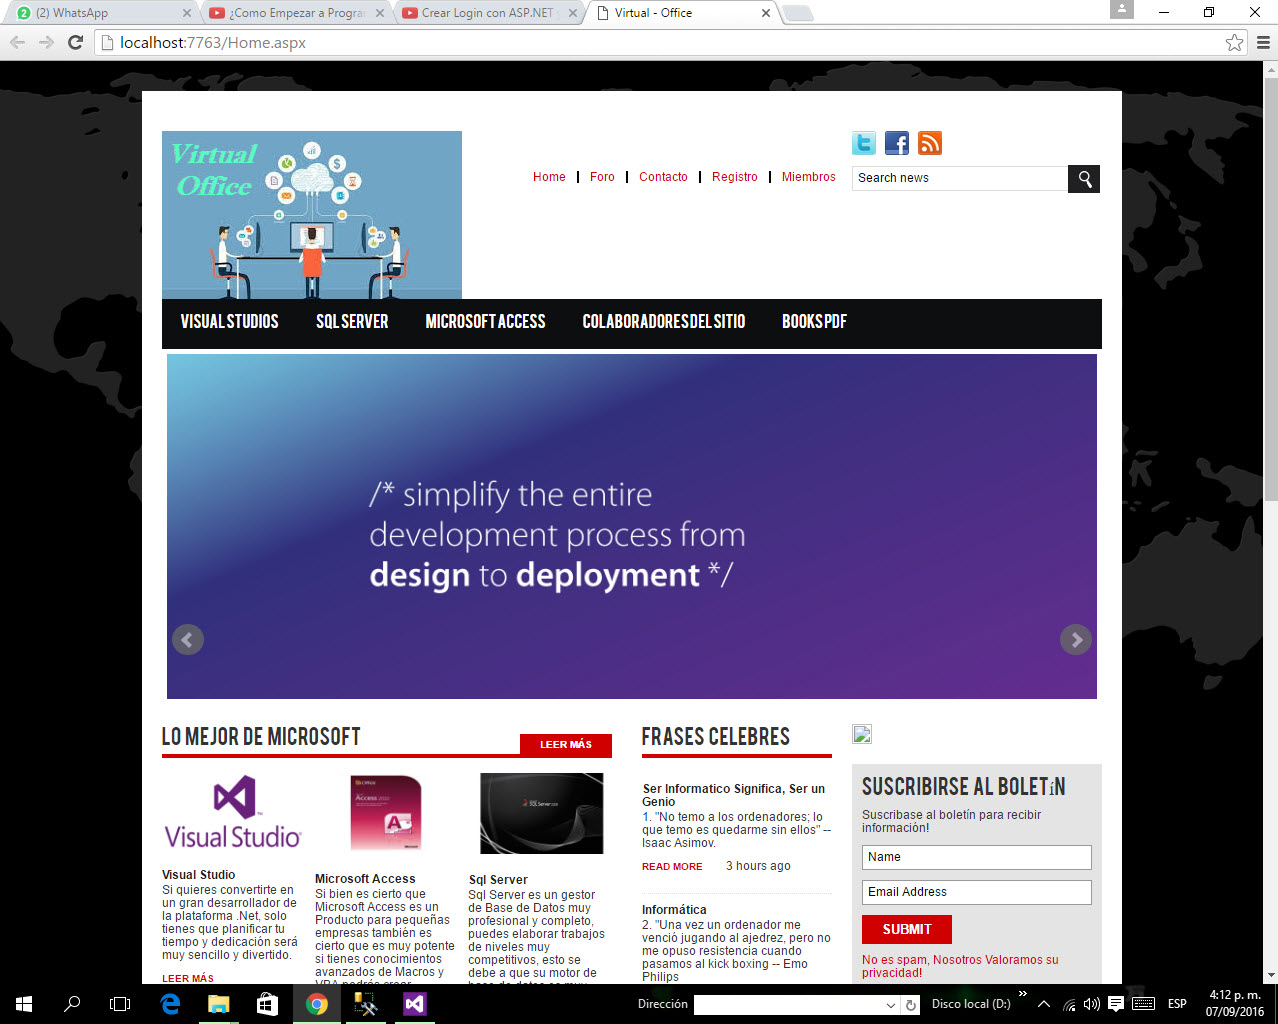 (2) WhatsApp
¿Como Empezar a Progra
Crear Login con ASP.NET
Virtual - Office
localhost:7763/Home.aspx
Virtual
Office
Home
Foro
Contacto
Registro
Miembros
Search news
VISUAL STUDIOS
SQL SERVER
MICROSOFT ACCESS
COLABORADORES DEL SITIO
BOOKS PDF
/* simplify the entire
development process from
design to deployment */
LO MEJOR DE MICROSOFT
LEER MÁS
Visual Studio
Visual Studio
Si quieres convertirte en
un gran desarrollador de
la plataforma .Net, solo
tienes que planificar tu
tiempo y dedicación será
muy sencillo y divertido.
LEER MÁS
Microsoft Access
Si bien es cierto que
Microsoft Access es un
Producto para pequeñas
empresas también es
cierto que es muy potente
si tienes conocimientos
avanzados de Macros y
VBA podrás crear
Sql Server
Sql Server es un gestor
de Base de Datos muy
profesional y completo,
puedes elaborar trabajos
de niveles muy
competitivos, esto se
debe a que su motor de
base de datos es muy
FRASES CELEBRES
Ser Informatico Significa, Ser un
Genio
1. "No temo a los ordenadores; lo
que temo es quedarme sin ellos" --
Isaac Asimov.
READ MORE 3 hours ago
Informática
2. "Una vez un ordenador me
venció jugando al ajedrez, pero no
me opuso resistencia cuando
pasamos al kick boxing -- Emo
Philips
SUSCRIBIRSE AL BOLETíN
Suscribase al boletín para recibir
información!
Name
Email Address
SUBMIT
No es spam, Nosotros Valoramos su
privacidad!
Dirección
Disco local (D:)
ESP
4:12 p. m.
07/09/2016